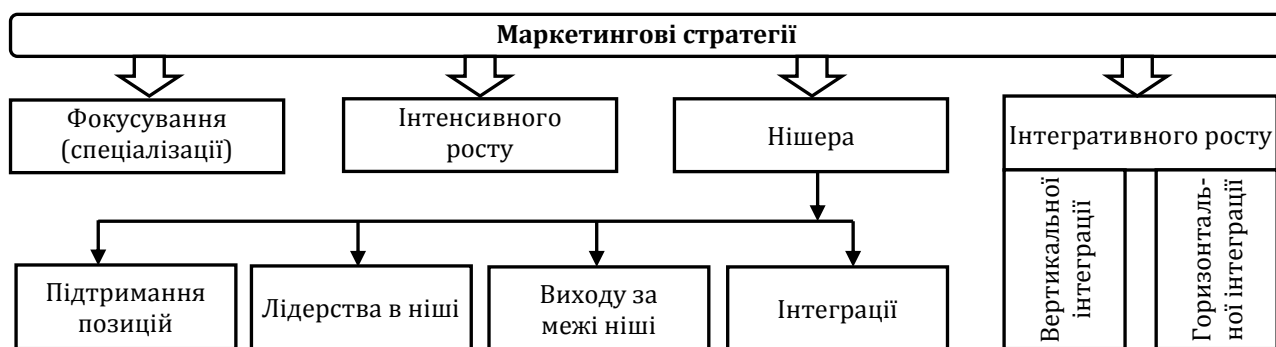 Маркетингові стратегії
Фокусування
(спеціалізації)
Інтенсивного
росту
Нішера
Інтегративного росту
Підтримання
позицій
Лідерства в ніші
Виходу за
межі ніші
Інтеграції
Вертикальної
інтеграції
Горизонталь-
ної інтеграції